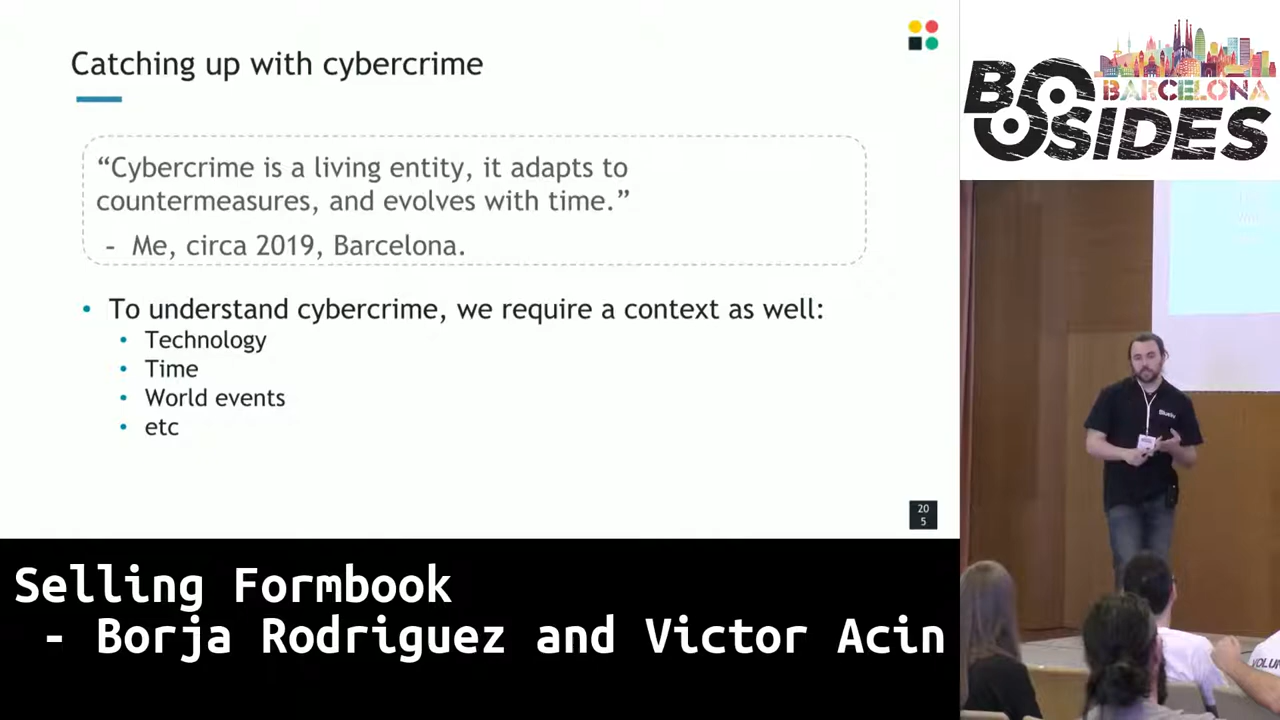 Catching up with cybercrime
“Cybercrime is a living entity, it adapts to
countermeasures, and evolves with time.”
- Me, circa 2019, Barcelona.
• To understand cybercrime, we require a context as well:
• Technology
• Time
• World events
• etc
20
5
BSIDES
BARCELONA
Blueliv
VOLUN
Selling Formbook
- Borja Rodriguez and Victor Acin